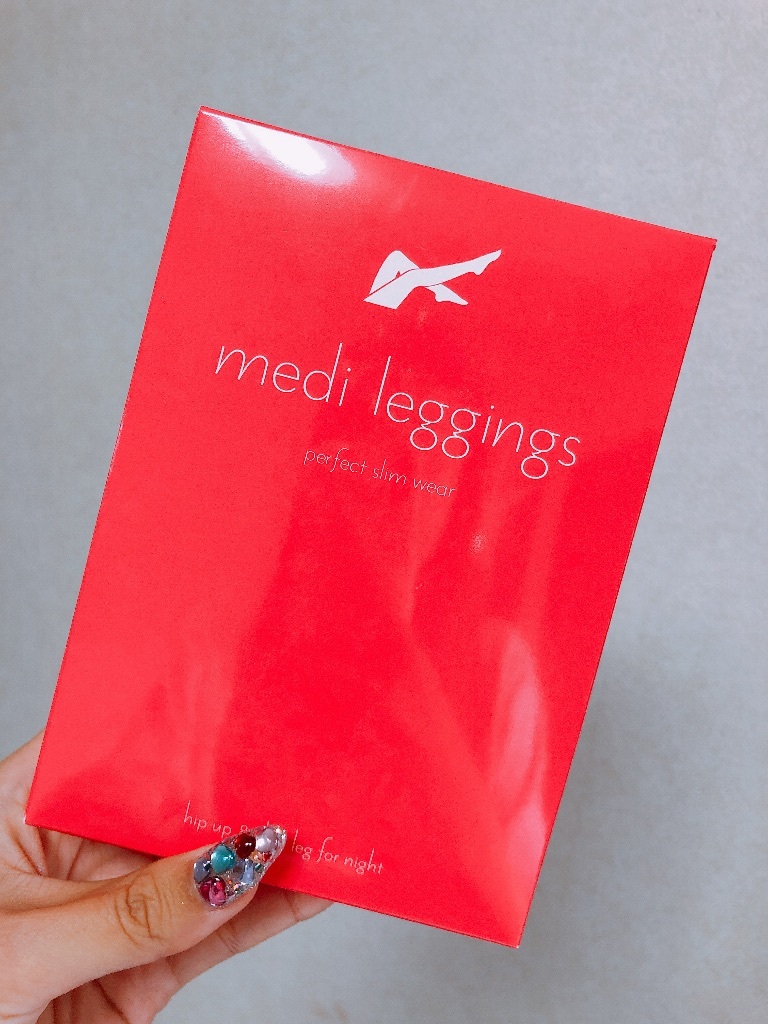 medi leggings
perfect slim wear
hip up leg for night